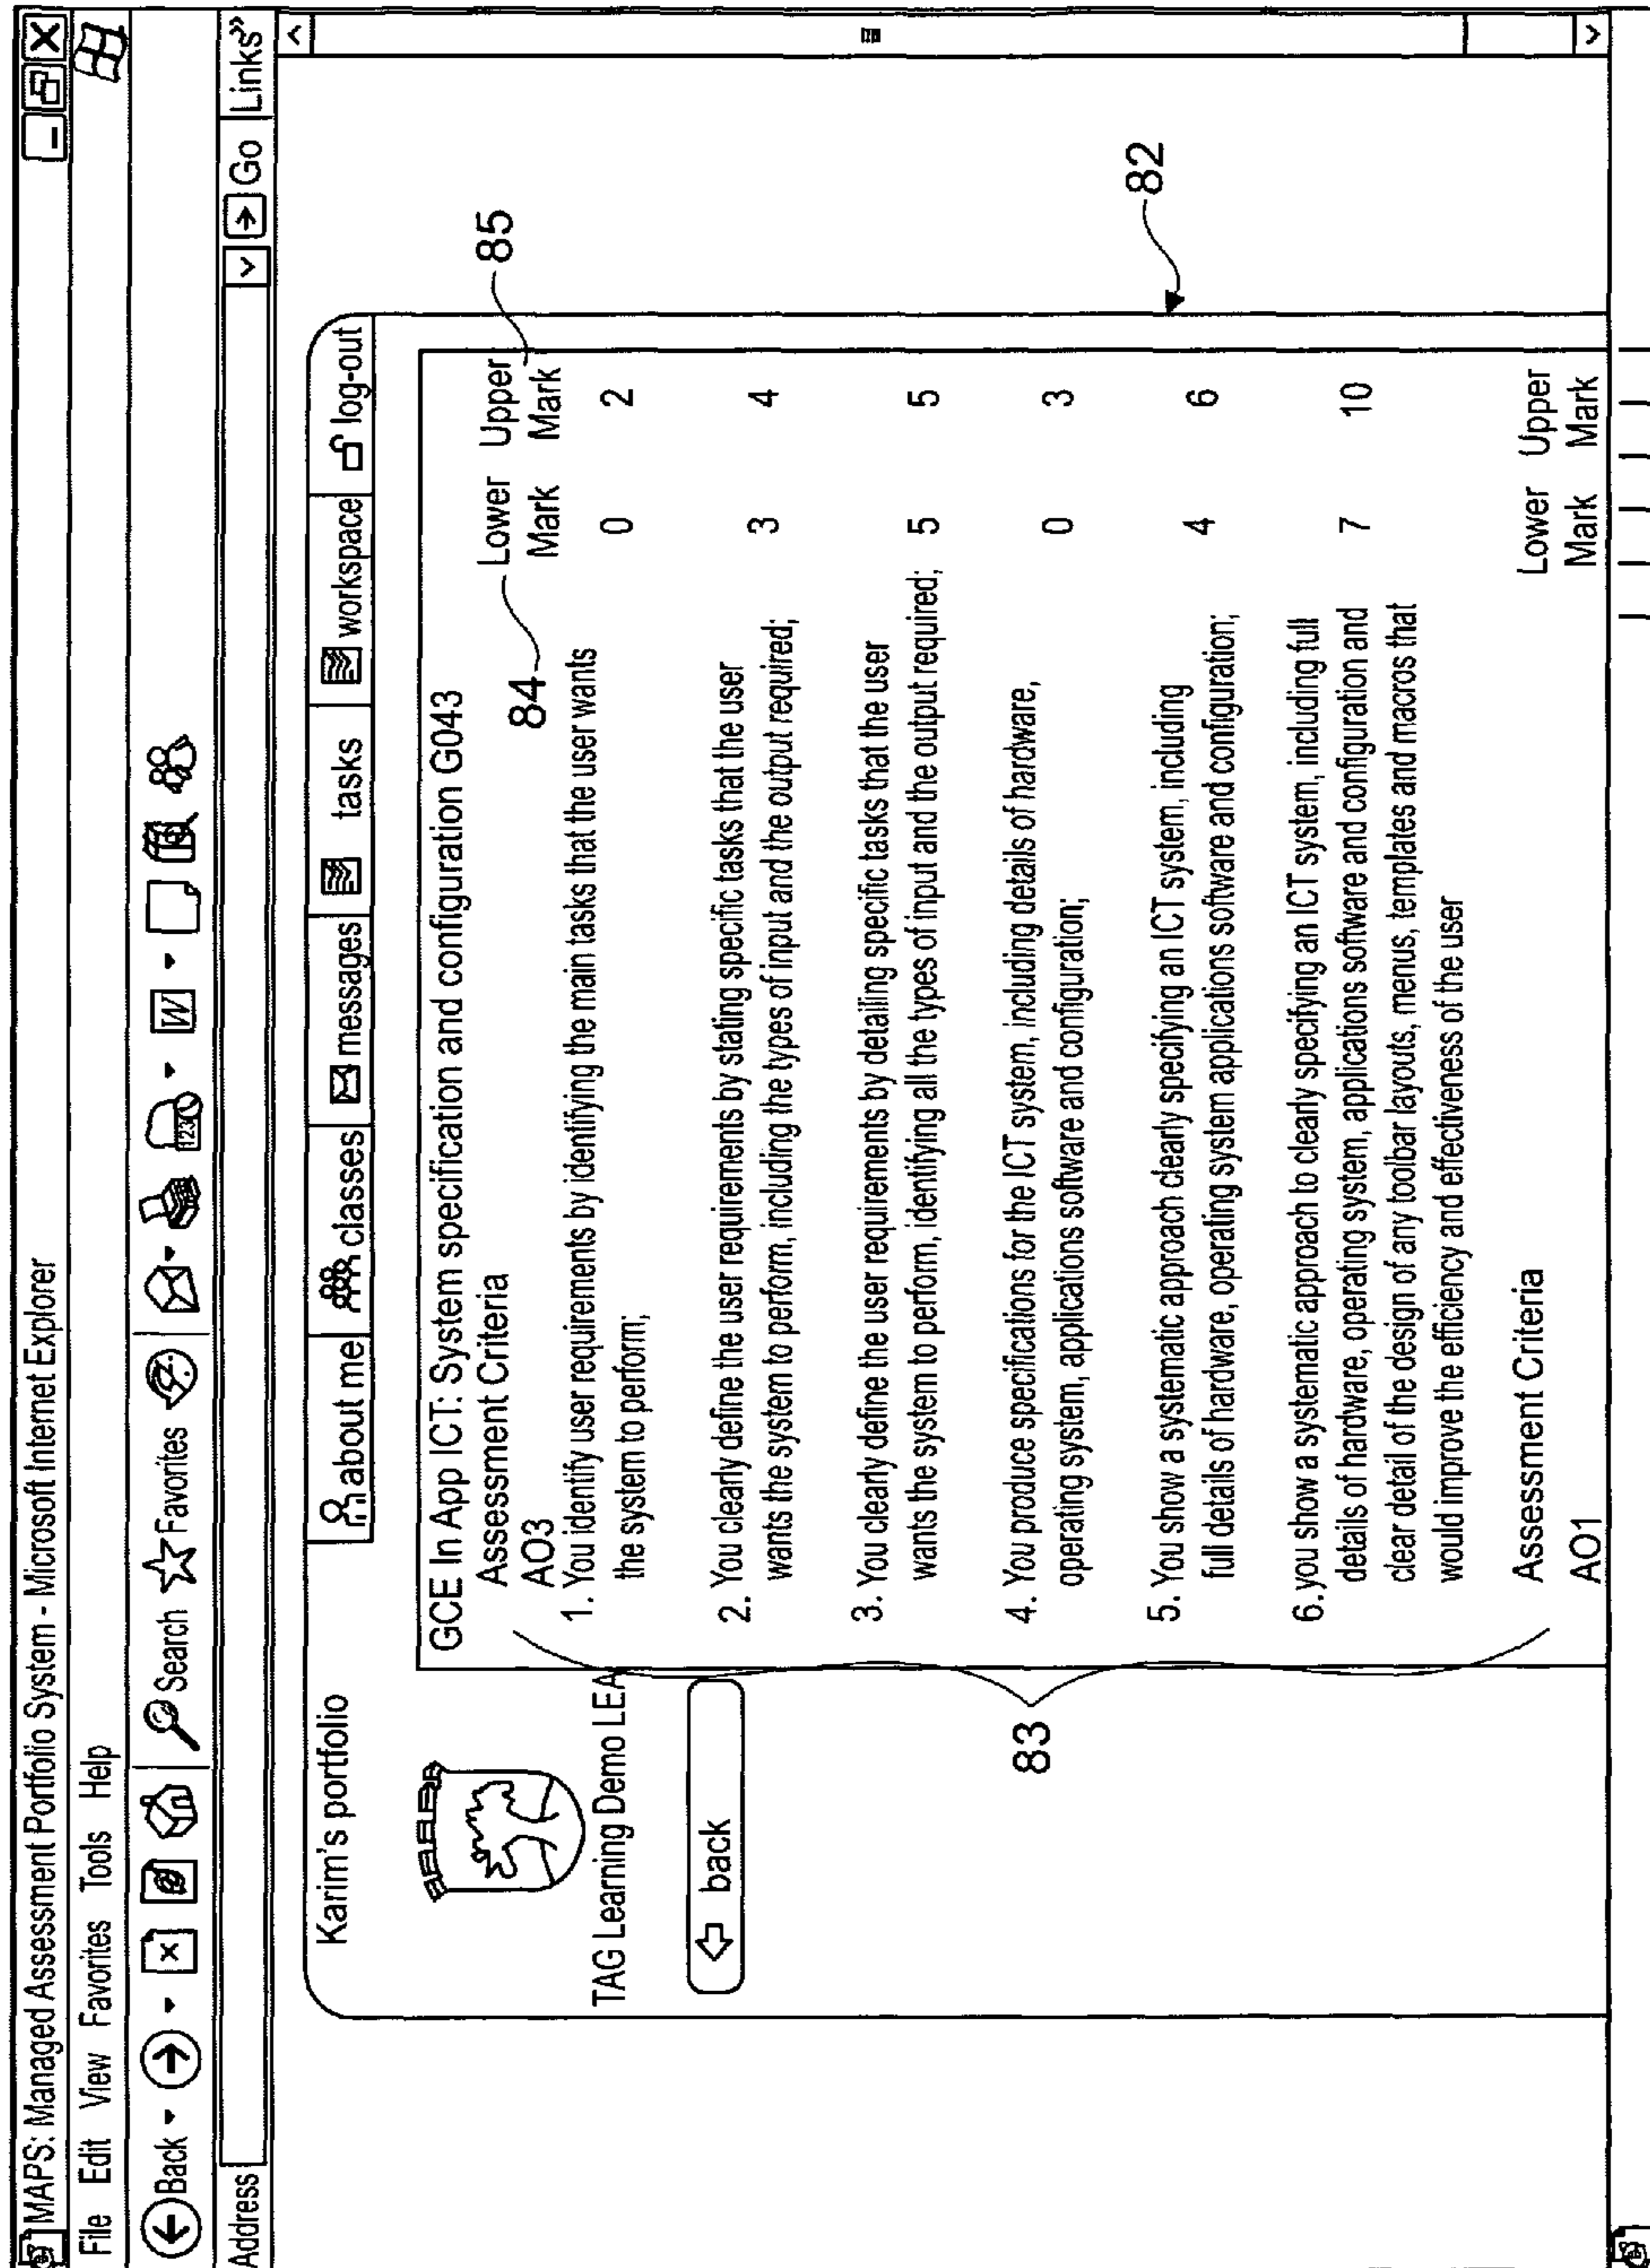 MAPS: Managed Assessment Portfolio System - Microsoft Internet Explorer
File Edit View Favorites Tools Help
Back Search Favorites 123 W
Address Go Links»
Karim's portfolio
about me classes messages tasks workspace log-out
TAG Learning Demo LEA
back
GCE In App ICT: System specification and configuration G043
Assessment Criteria Lower Mark Upper Mark
84 85
AO3
1. You identify user requirements by identifying the main tasks that the user wants 0 2
the system to perform;
2. You clearly define the user requirements by stating specific tasks that the user 3 4
wants the system to perform, including the types of input and the output required;
3. You clearly define the user requirements by detailing specific tasks that the user 5 5
wants the system to perform, identifying all the types of input and the output required;
4. You produce specifications for the ICT system, including details of hardware, 0 3
operating system, applications software and configuration;
5. You show a systematic approach clearly specifying an ICT system, including 4 6
full details of hardware, operating system applications software and configuration;
6. you show a systematic approach to clearly specifying an ICT system, including full 7 10
details of hardware, operating system, applications software and configuration and
clear detail of the design of any toolbar layouts, menus, templates and macros that
would improve the efficiency and effectiveness of the user
83
82
Assessment Criteria Lower Mark Upper Mark
AO1